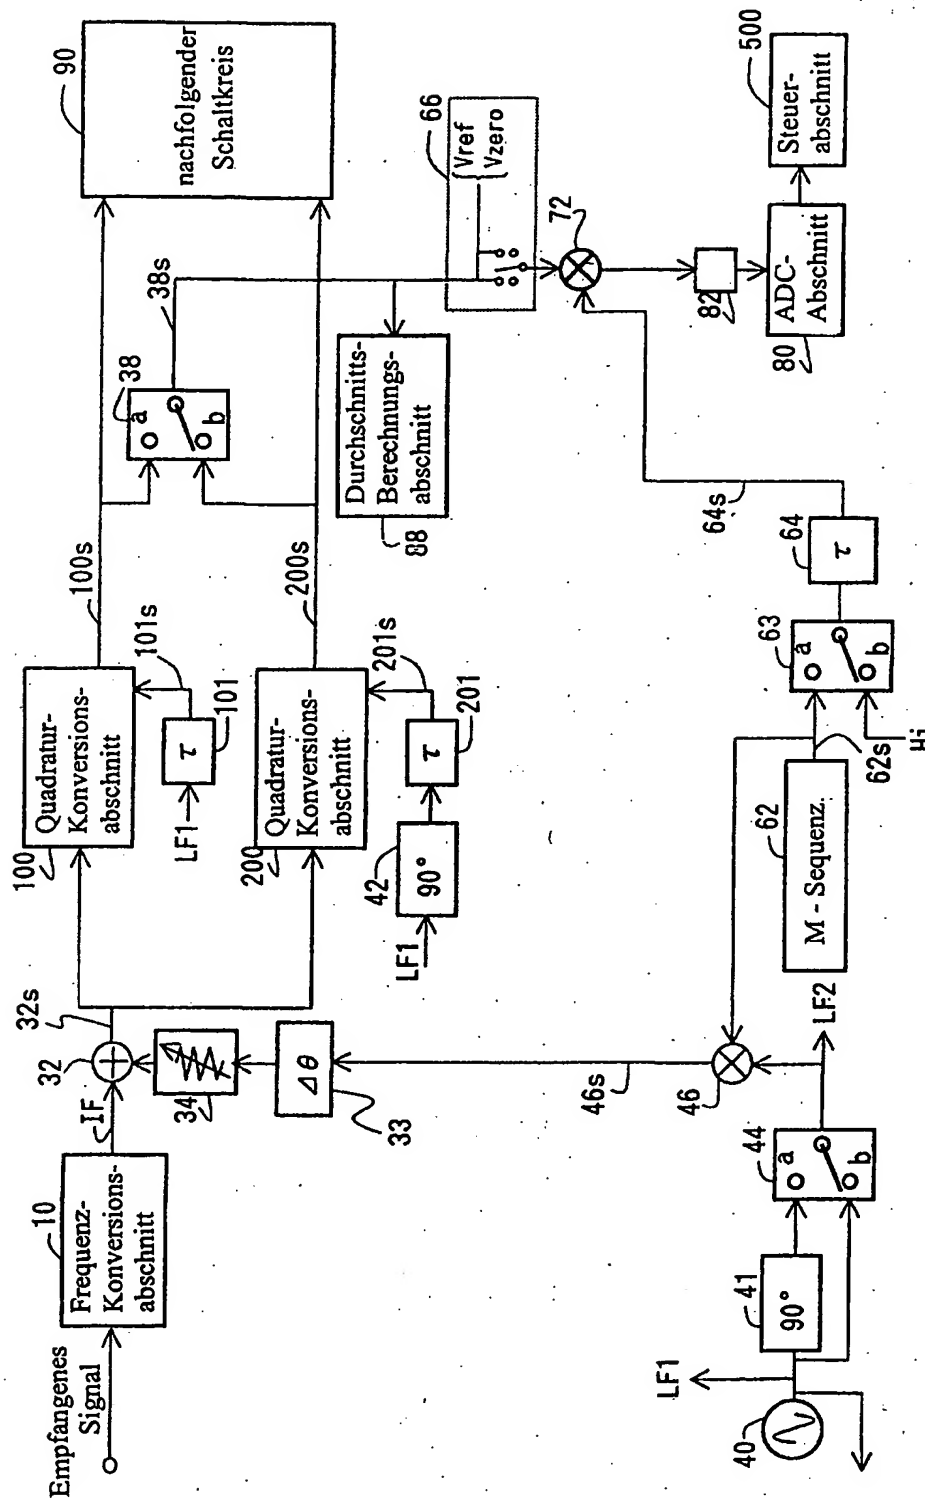 Empfangenes
Signal
10
Frequenz-
Konversions-
abschnitt
IF
32
32s
34
Δθ
33
100
Quadratur-
Konversions-
abschnitt
100s
LF1
τ
101
101s
200
Quadratur-
Konversions-
abschnitt
200s
LF1
42
90°
τ
201
201s
38
a
b
38s
90
nachfolgender
Schaltkreis
Durchschnitts-
Berechnungs-
abschnitt
88
66
Vref
Vzero
72
82
ADC-
Abschnitt
80
Steuer-
abschnitt
500
40
LF1
41
90°
44
a
b
LF2
46
46s
62
M - Sequenz.
62s
Hi
63
a
b
64
τ
64s